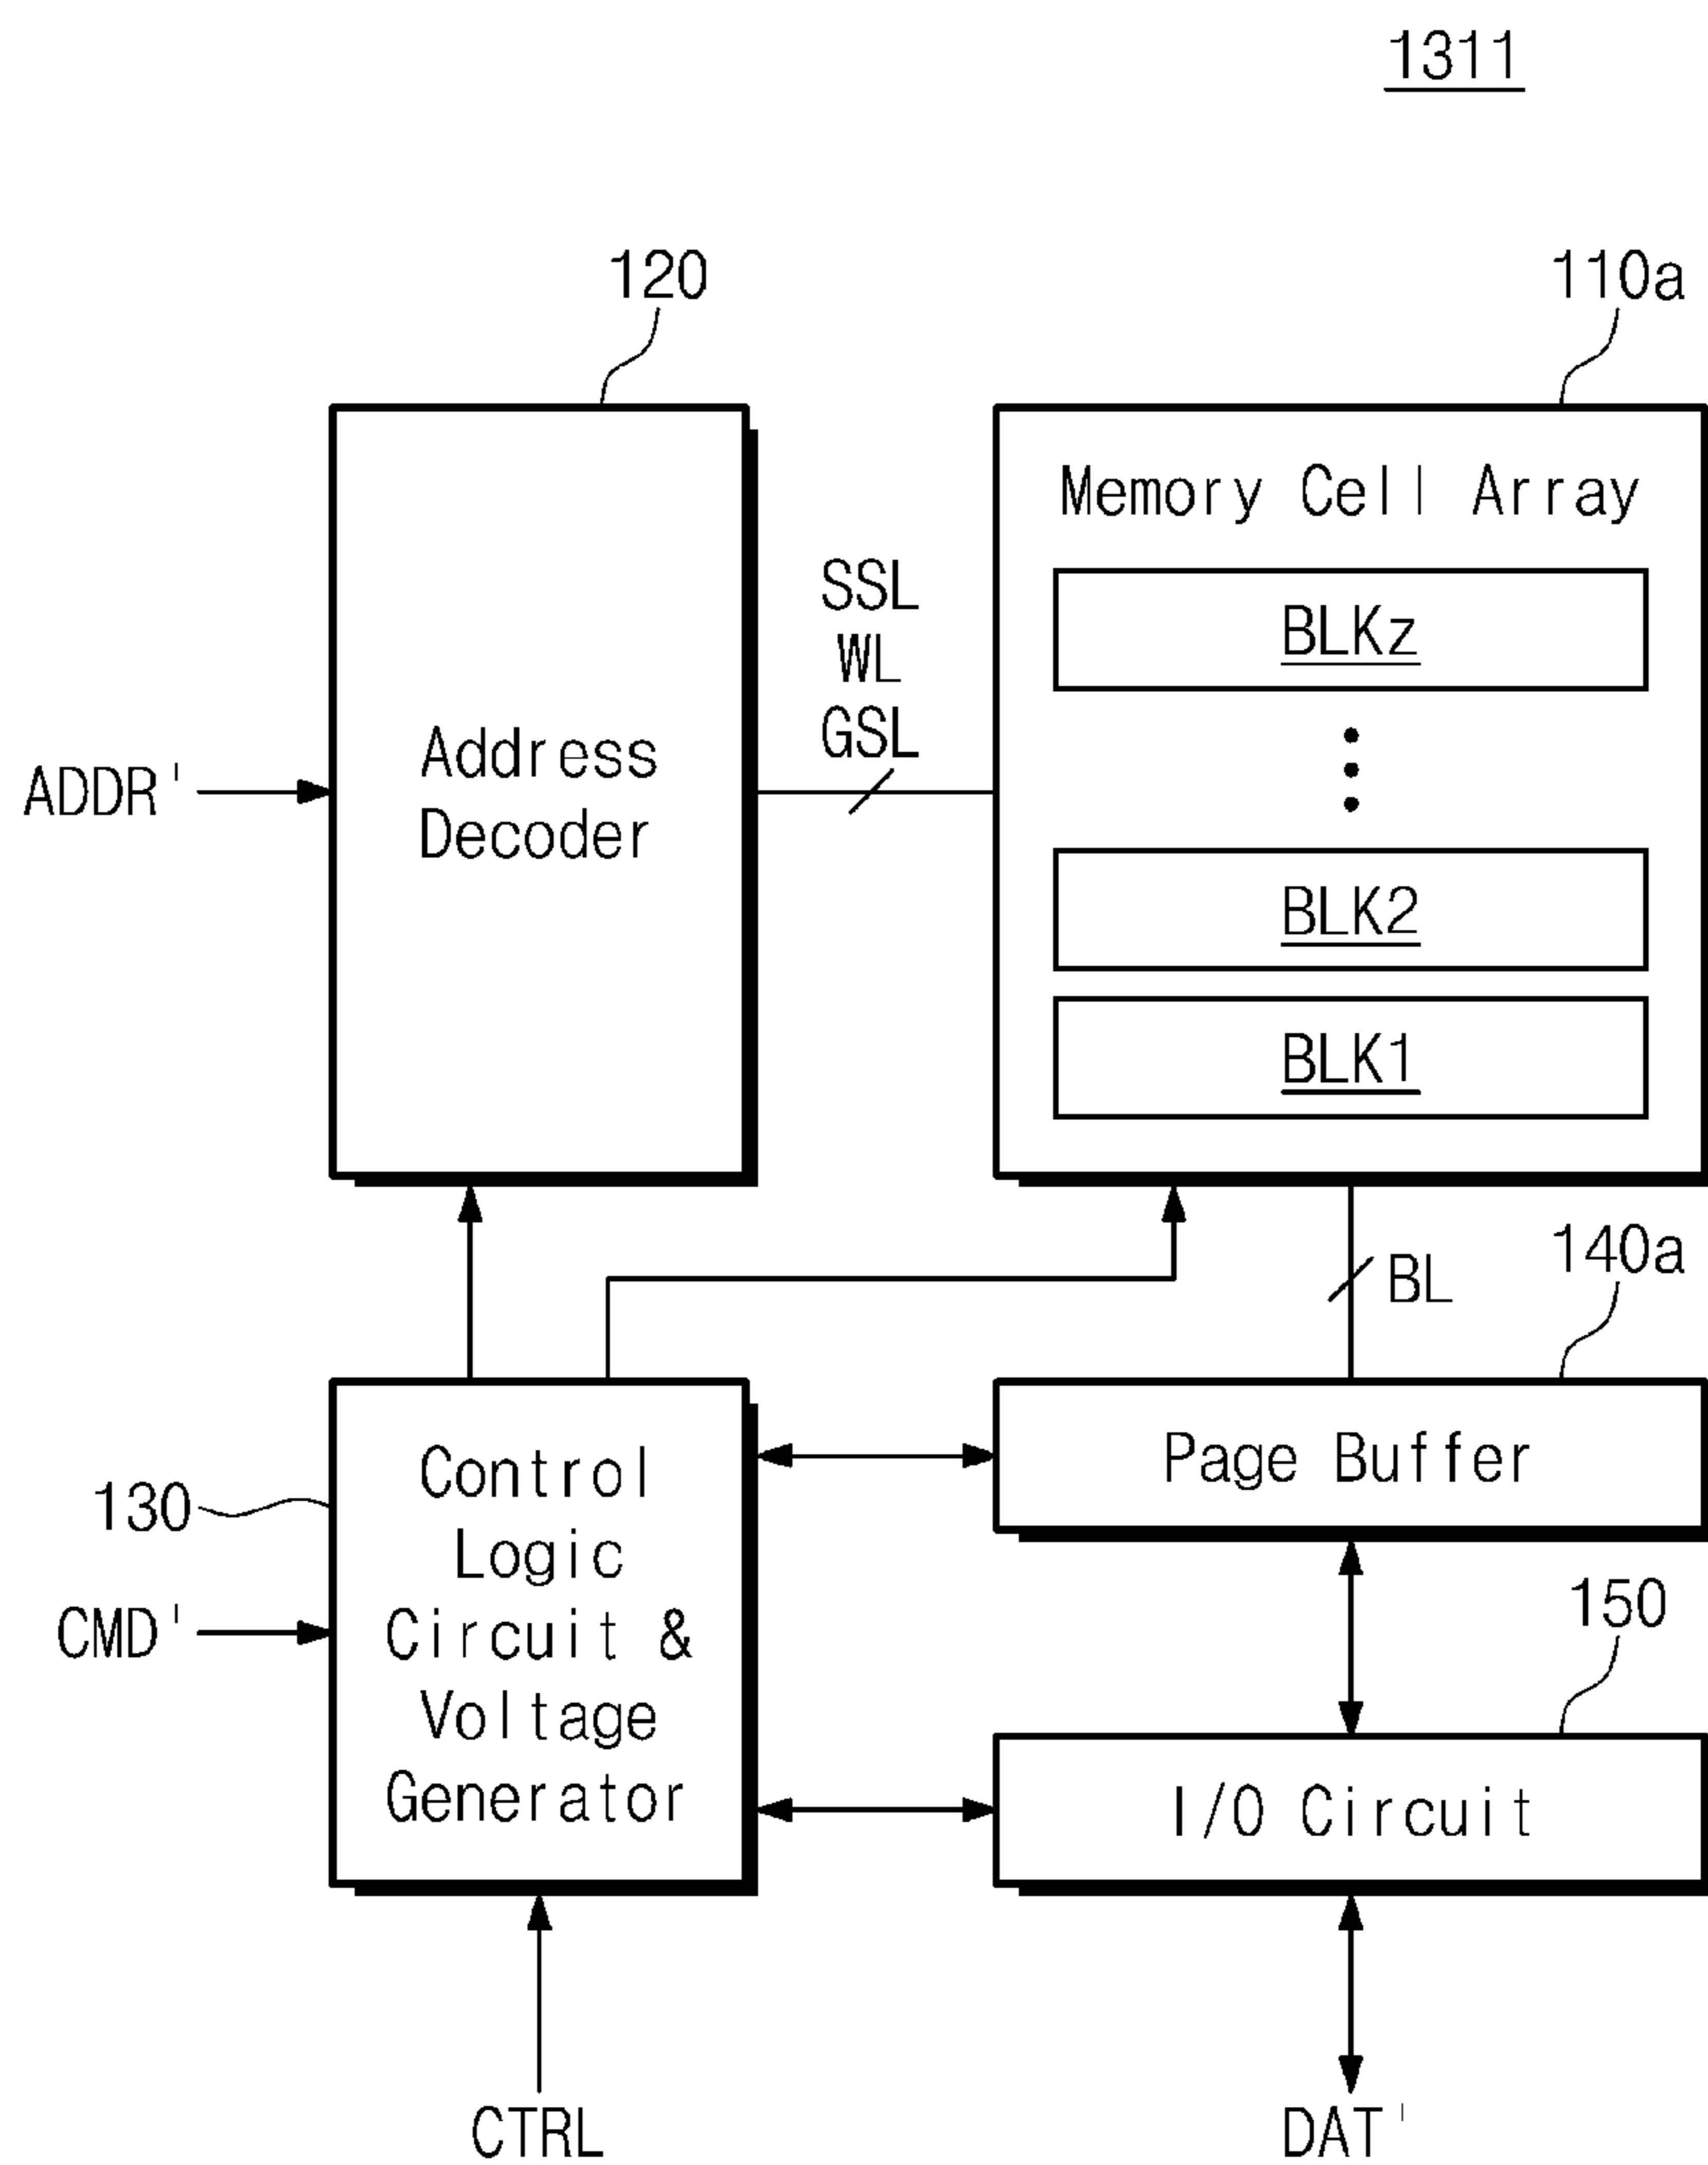 1311
120
110a
Memory Cell Array
SSL
WL
GSL
BLKz
Address
Decoder
ADDR'
BLK2
BLK1
140a
BL
Control
Logic
Circuit &
Voltage
Generator
Page Buffer
130
CMD'
150
I/O Circuit
CTRL
DAT'